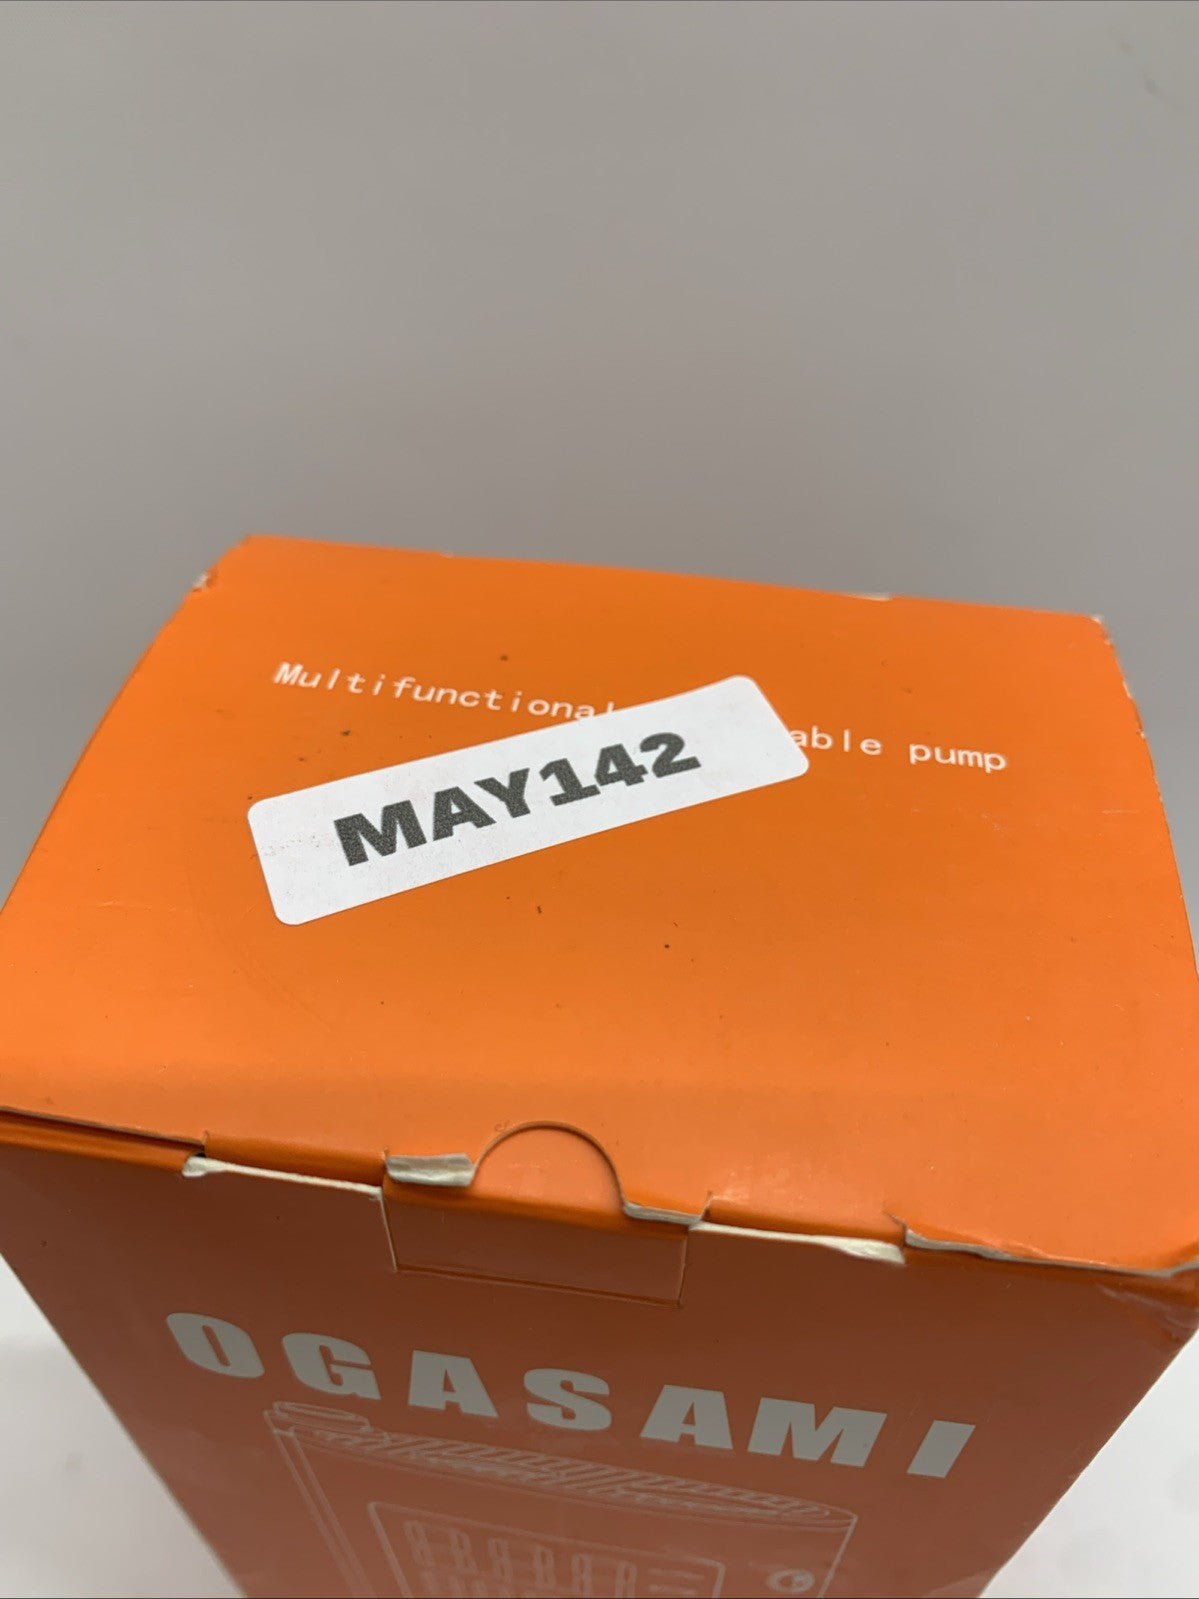 Multifunctional able pump
MAY142
OGASAMI